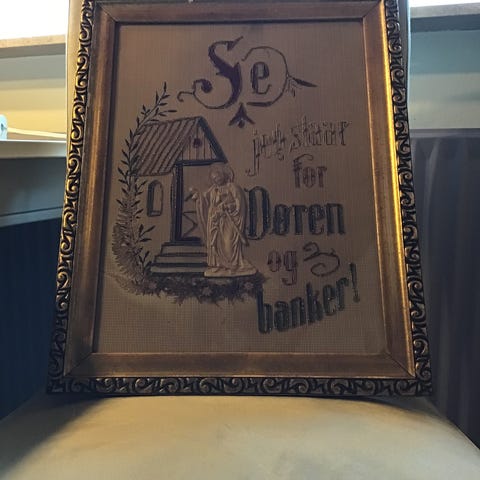 Se
jeg staar
for
Døren
og
banker!